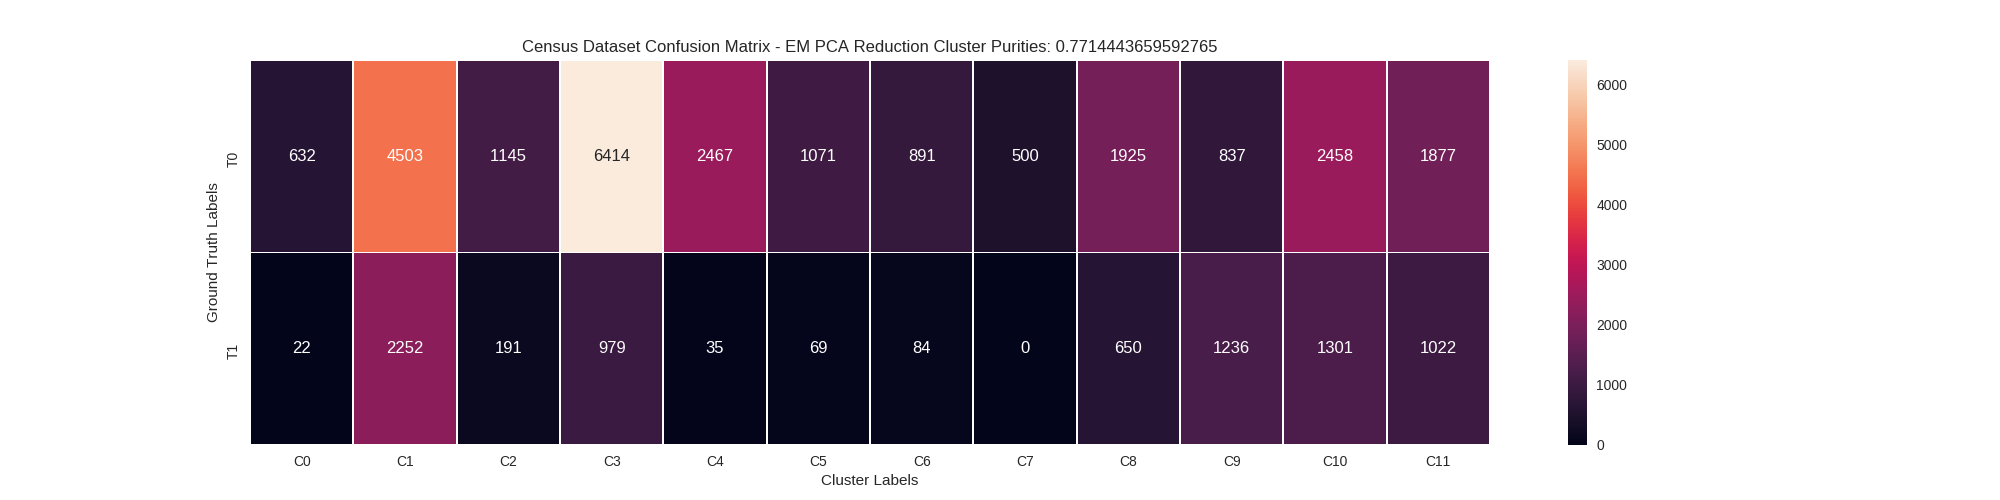 Census Dataset Confusion Matrix - EM PCA Reduction Cluster Purities: 0.7714443659592765
Ground Truth Labels
T0
632 4503 1145 6414 2467 1071 891 500 1925 837 2458 1877
T1
22 2252 191 979 35 69 84 0 650 1236 1301 1022
C0 C1 C2 C3 C4 C5 C6 C7 C8 C9 C10 C11
Cluster Labels
6000
5000
4000
3000
2000
1000
0